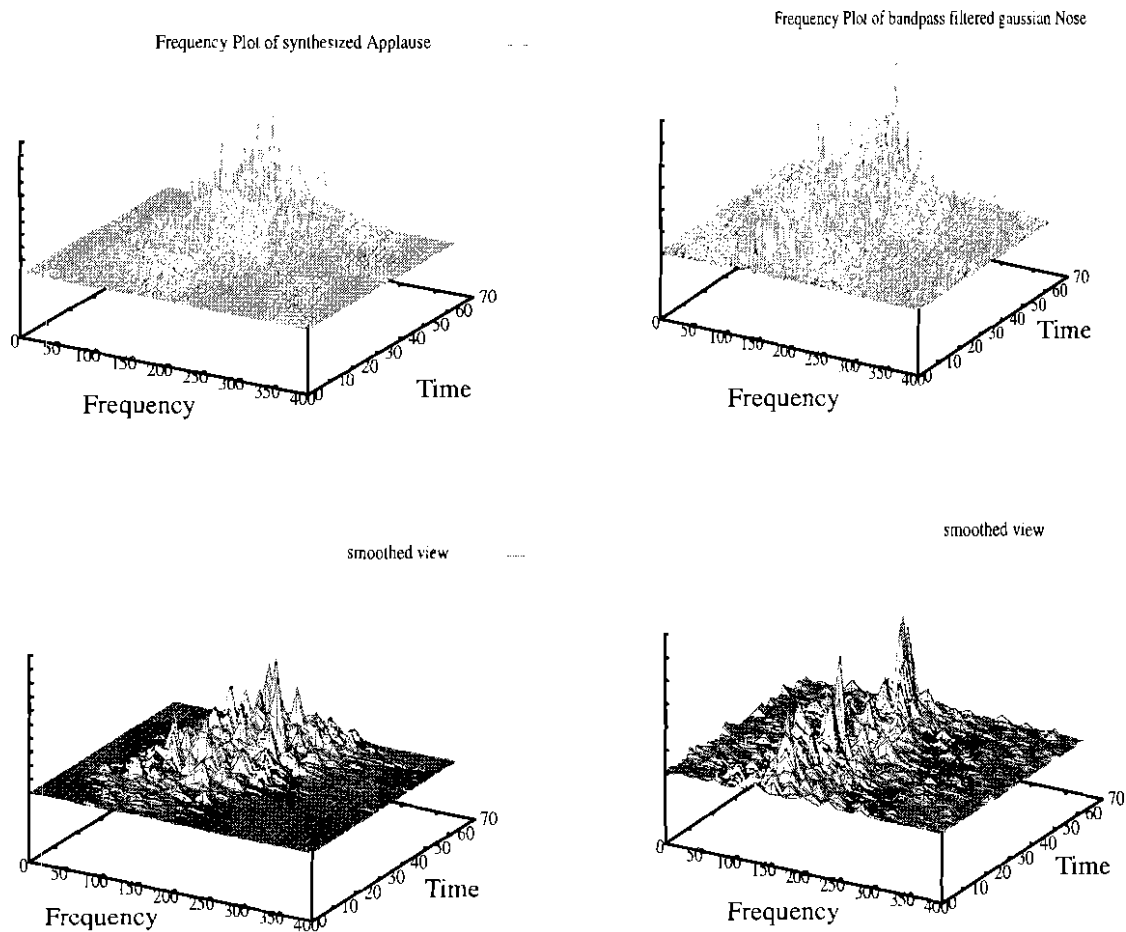 Frequency Plot of bandpass filtered gaussian Nose
Frequency Plot of synthesized Applause
0 50 100 150 200 250 300 350 400
0 10 20 30 40 50 60 70
Frequency
Time
0 50 100 150 200 250 300 350 400
0 10 20 30 40 50 60 70
Frequency
Time
smoothed view
smoothed view
0 50 100 150 200 250 300 350 400
0 10 20 30 40 50 60 70
Frequency
Time
0 50 100 150 200 250 300 350 400
0 10 20 30 40 50 60 70
Frequency
Time